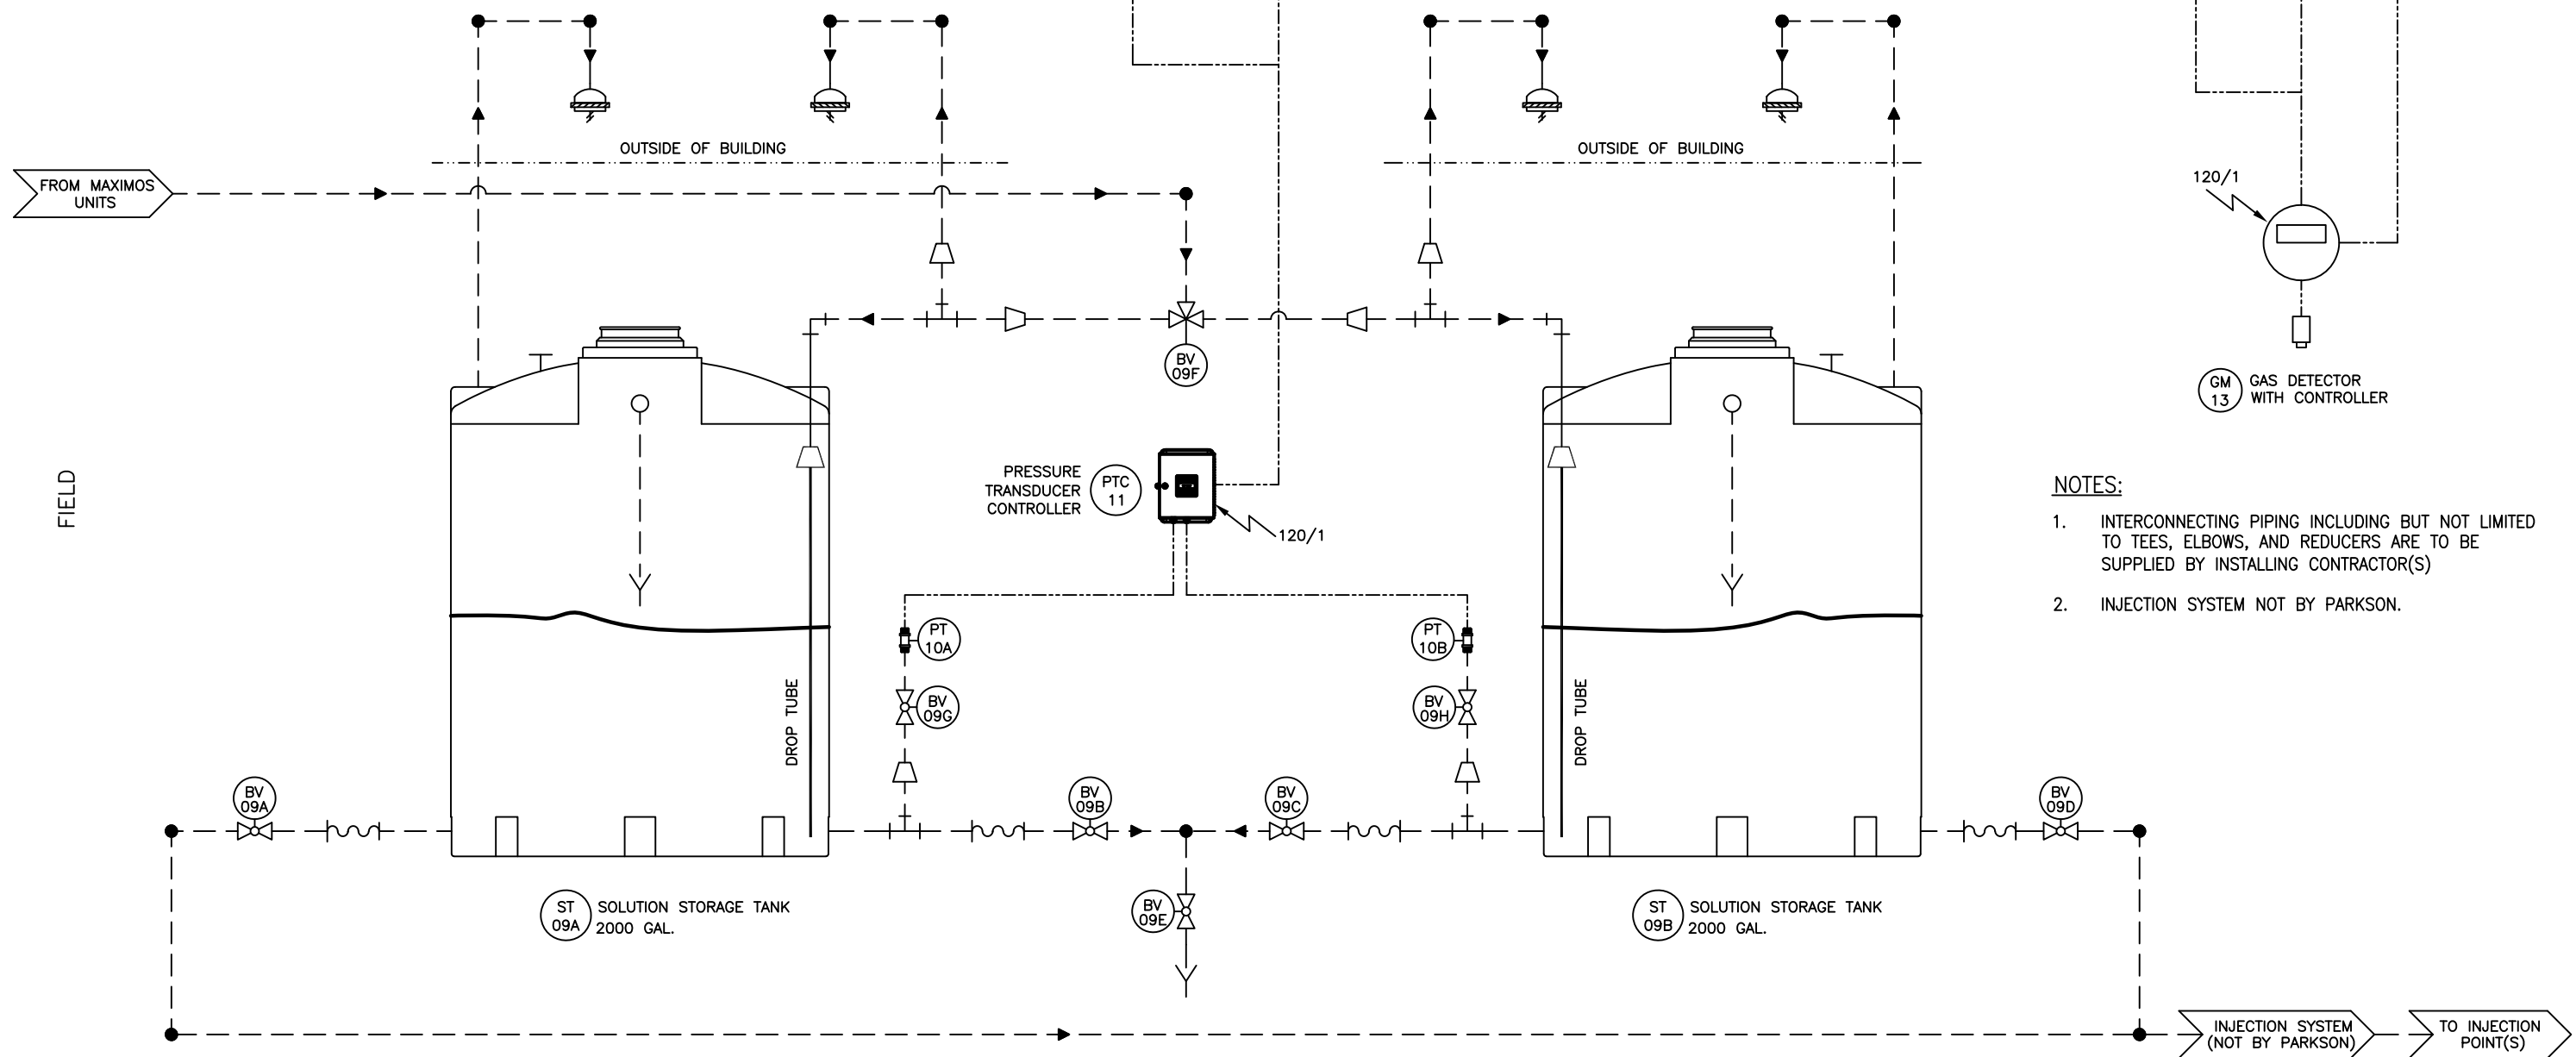 OUTSIDE OF BUILDING
OUTSIDE OF BUILDING
FROM MAXIMOS
UNITS
120/1
BV
09F
GM
13
GAS DETECTOR
WITH CONTROLLER
FIELD
PRESSURE
TRANSDUCER
CONTROLLER
PTC
11
120/1
NOTES:
1. INTERCONNECTING PIPING INCLUDING BUT NOT LIMITED
TO TEES, ELBOWS, AND REDUCERS ARE TO BE
SUPPLIED BY INSTALLING CONTRACTOR(S)
2. INJECTION SYSTEM NOT BY PARKSON.
PT
10A
PT
10B
BV
09G
BV
09H
DROP TUBE
DROP TUBE
BV
09A
BV
09B
BV
09C
BV
09D
ST
09A
SOLUTION STORAGE TANK
2000 GAL.
BV
09E
ST
09B
SOLUTION STORAGE TANK
2000 GAL.
INJECTION SYSTEM
(NOT BY PARKSON)
TO INJECTION
POINT(S)